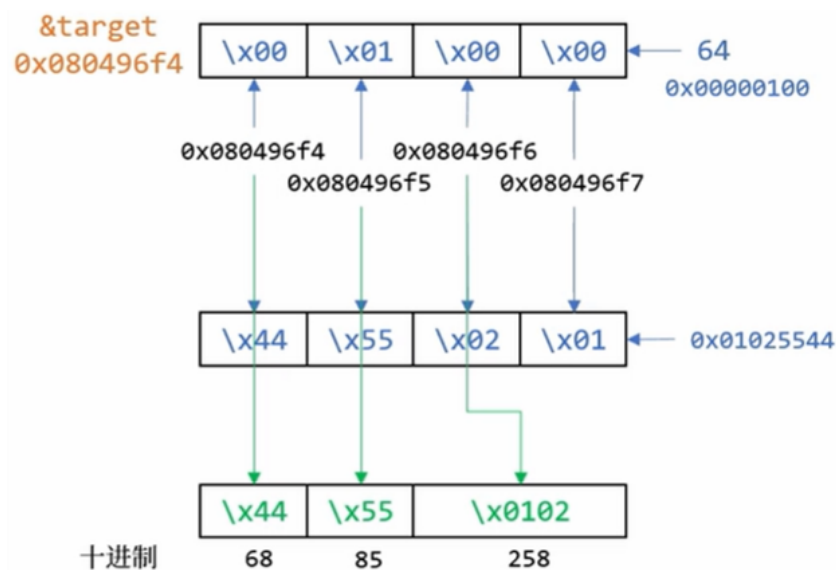 &target
0x080496f4
\x00 \x01 \x00 \x00
64
0x00000100
0x080496f4 0x080496f6
0x080496f5 0x080496f7
\x44 \x55 \x02 \x01
0x01025544
\x44 \x55 \x0102
十进制 68 85 258